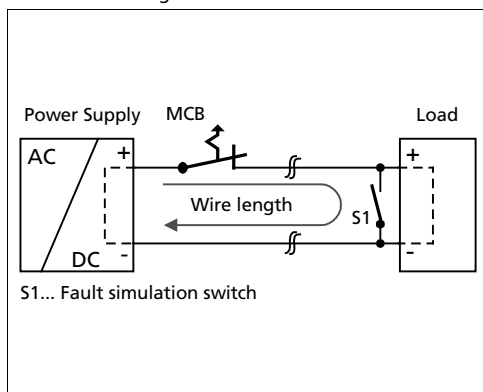 Power Supply MCB Load
AC + +
Wire length
S1
DC - -
S1... Fault simulation switch